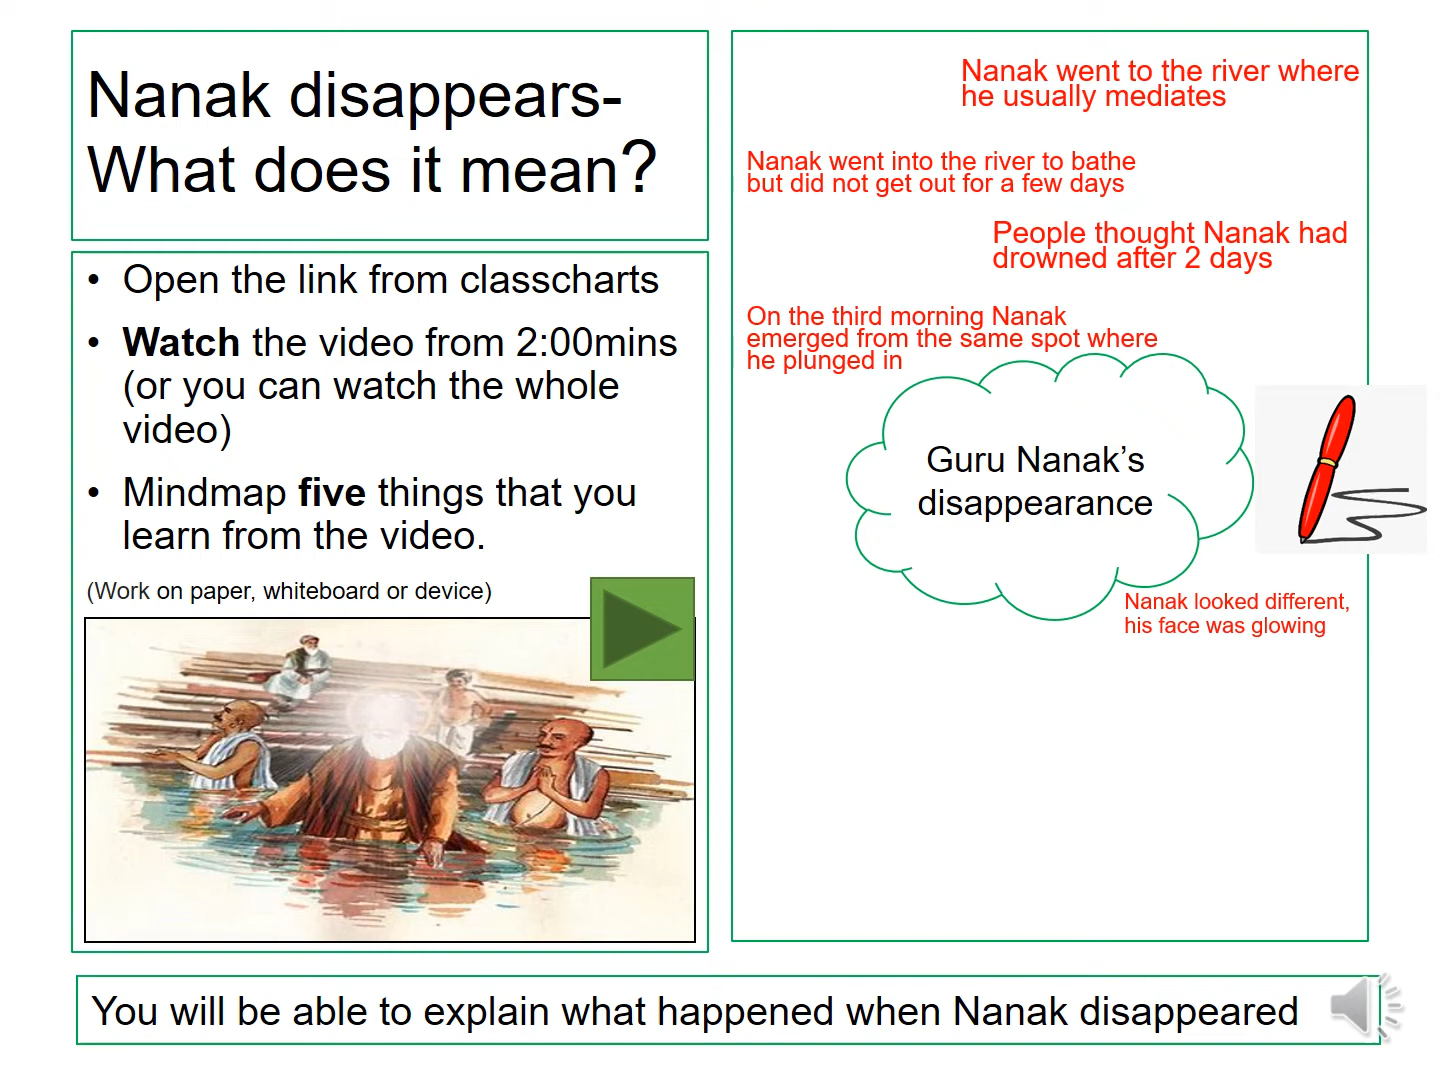 Nanak disappears-
What does it mean?
• Open the link from classcharts
• Watch the video from 2:00mins
(or you can watch the whole
video)
• Mindmap five things that you
learn from the video.
(Work on paper, whiteboard or device)
Nanak went to the river where
he usually mediates
Nanak went into the river to bathe
but did not get out for a few days
People thought Nanak had
drowned after 2 days
On the third morning Nanak
emerged from the same spot where
he plunged in
Guru Nanak’s
disappearance
Nanak looked different,
his face was glowing
You will be able to explain what happened when Nanak disappeared